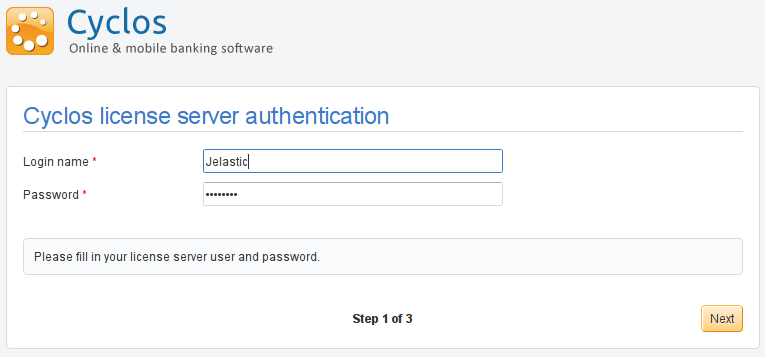 Cyclos
Online & mobile banking software
Cyclos license server authentication
Login name *
Jelastic
Password *
••••••••
Please fill in your license server user and password.
Step 1 of 3
Next